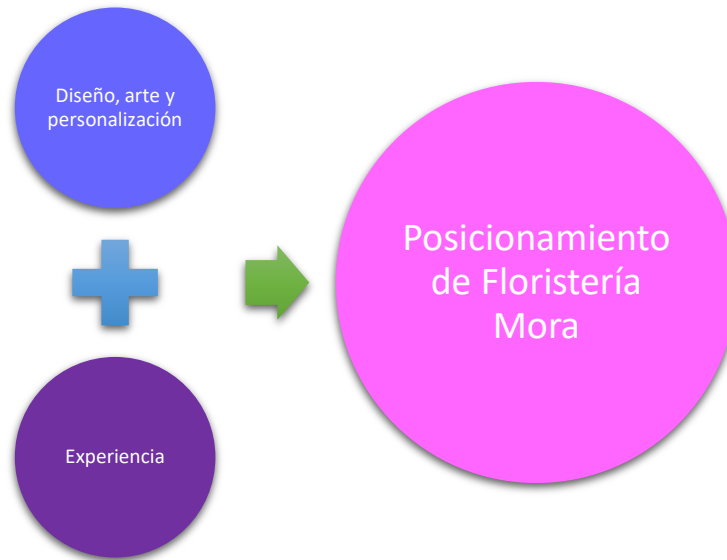 Diseño, arte y
personalización
Experiencia
Posicionamiento
de Floristería
Mora